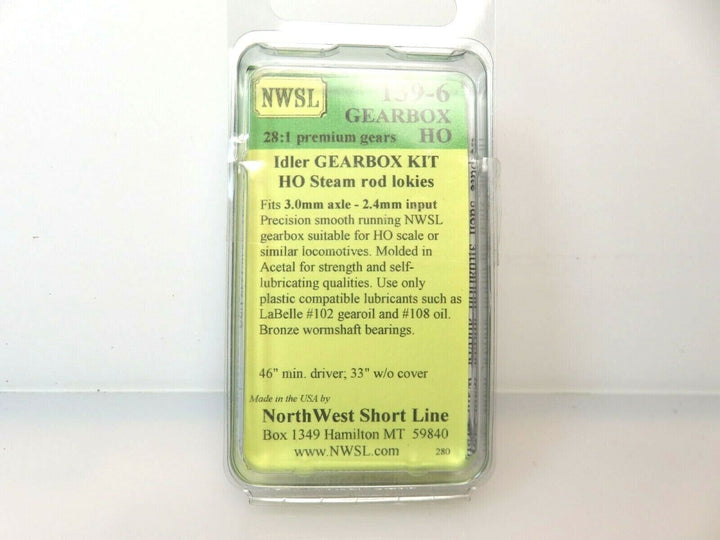 NWSL
139-6
GEARBOX
28:1 premium gears HO
Idler GEARBOX KIT
HO Steam rod lokies
Fits 3.0mm axle - 2.4mm input
Precision smooth running NWSL
gearbox suitable for HO scale or
similar locomotives. Molded in
Acetal for strength and self-
lubricating qualities. Use only
plastic compatible lubricants such as
LaBelle #102 gearoil and #108 oil.
Bronze wormshaft bearings.
46" min. driver; 33" w/o cover
Made in the USA by
NorthWest Short Line
Box 1349 Hamilton MT 59840
www.NWSL.com 280